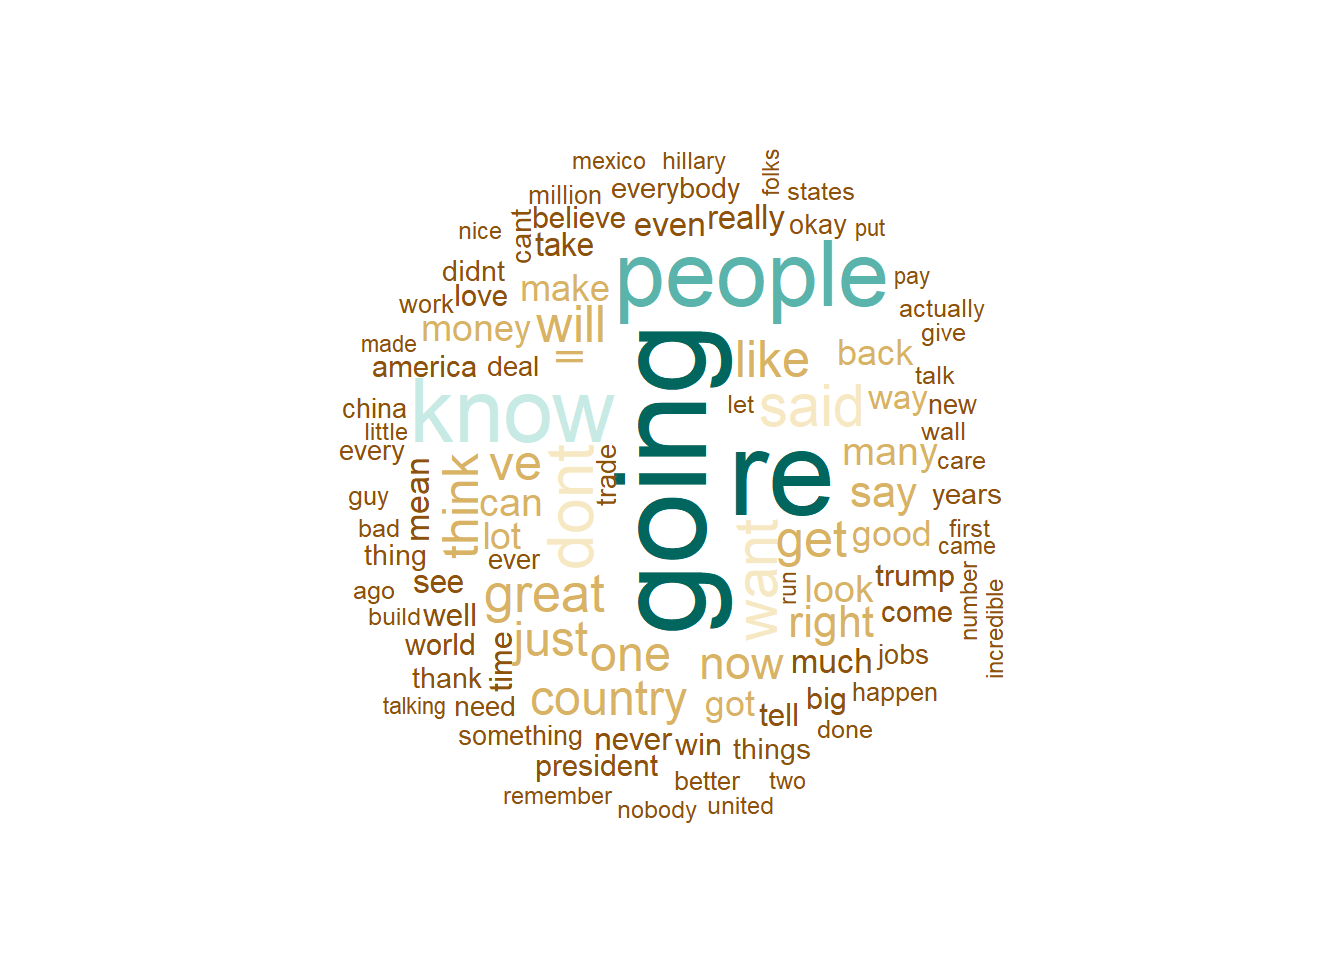 mexico hillary folks
million everybody states
nice cant believe even really okay put
take
didnt people pay
work love make actually
money will give
made
america deal ll like back talk
china know let said way new
little wall
every ve trade going re many care
guy mean think can dont say years
bad lot want get good first
thing ever came
ago see great run look trump number incredible
build well right come
world time just one now much jobs
thank country
talking need got tell big happen
something never win things done
president better two
remember nobody united